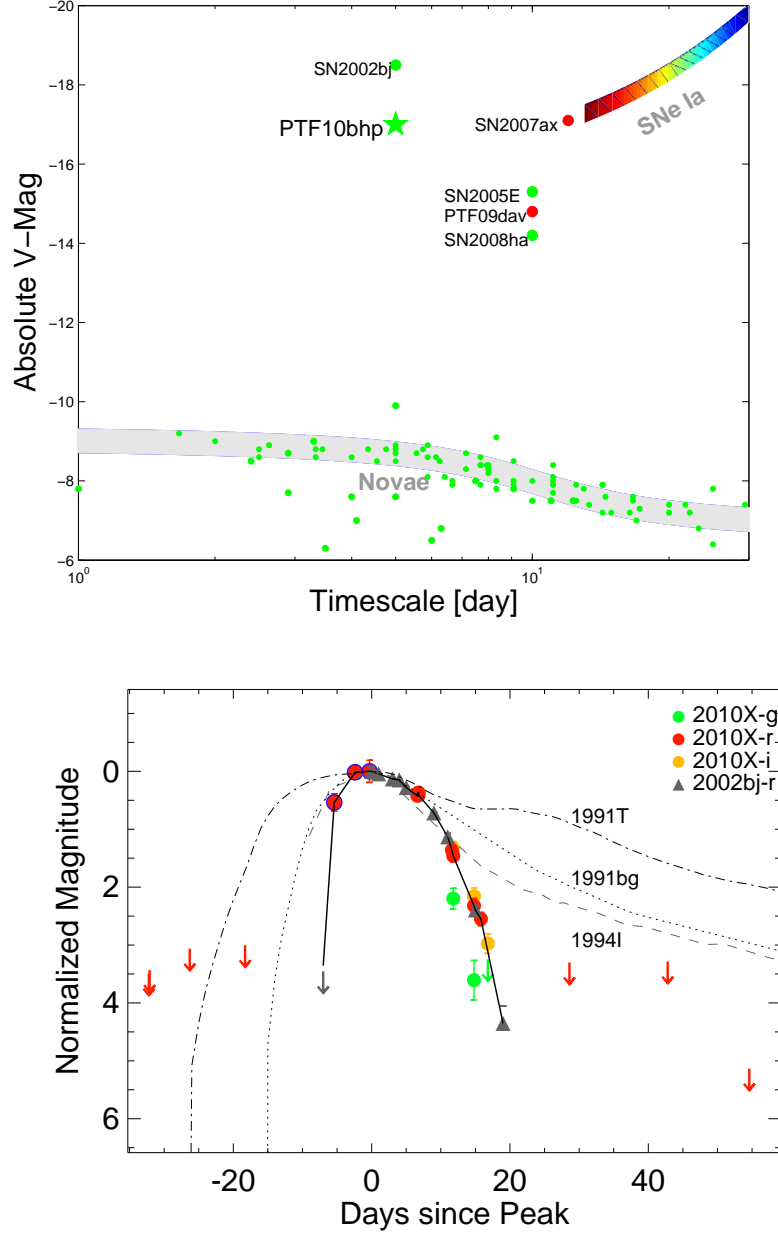 -20
-18
-16
-14
-12
-10
-8
-6
Absolute V-Mag
SN2002bj
PTF10bhp
SN2007ax
SNe Ia
SN2005E
PTF09dav
SN2008ha
Novae
10^0
10^1
Timescale [day]
2010X-g
2010X-r
2010X-i
2002bj-r
1991T
1991bg
1994I
0
2
4
6
Normalized Magnitude
-20
0
20
40
Days since Peak